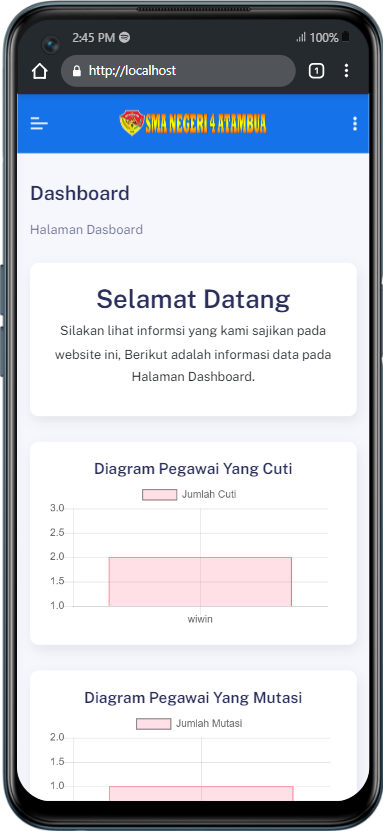 2:45 PM
100%
http://localhost
1
SMA NEGERI 4 ATAMBUA
Dashboard
Halaman Dasboard
Selamat Datang
Silakan lihat informsi yang kami sajikan pada
website ini, Berikut adalah informasi data pada
Halaman Dashboard.
Diagram Pegawai Yang Cuti
Jumlah Cuti
3.0
2.5
2.0
1.5
1.0
wiwin
Diagram Pegawai Yang Mutasi
Jumlah Mutasi
2.0
1.5
1.0